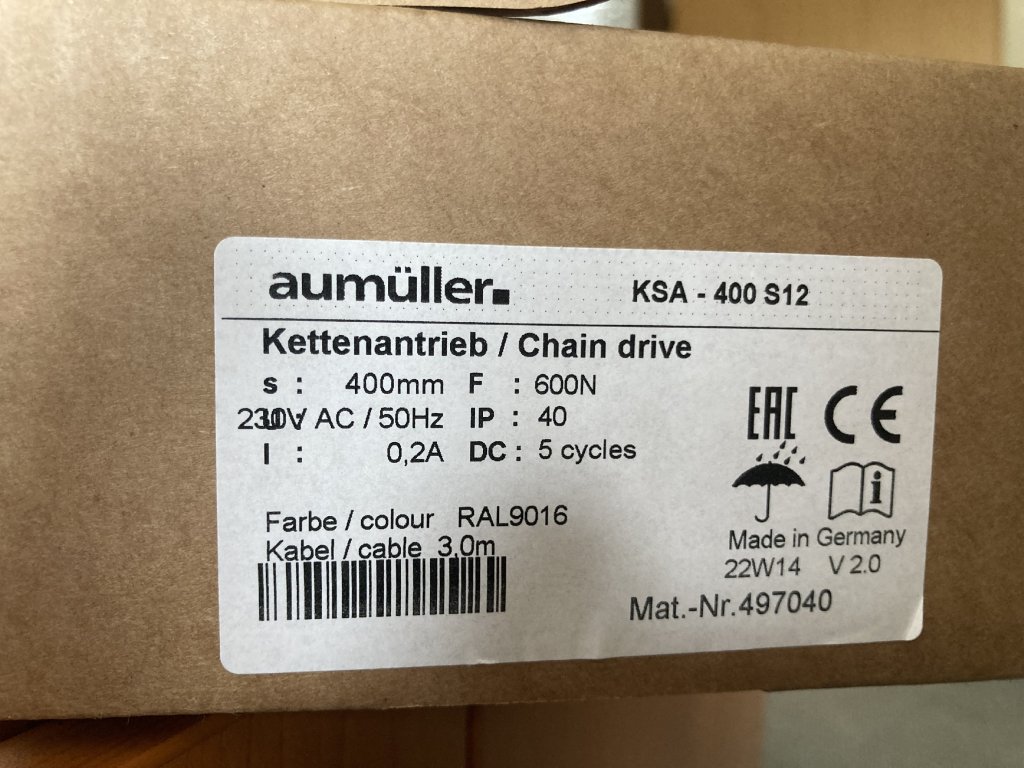 aumüller KSA - 400 S12
Kettenantrieb / Chain drive
s : 400mm F : 600N
U : 230V AC / 50Hz IP : 40
I : 0,2A DC : 5 cycles
EAC CE
Farbe / colour RAL9016
Kabel / cable 3,0m
Made in Germany
22W14 V 2.0
Mat.-Nr.497040